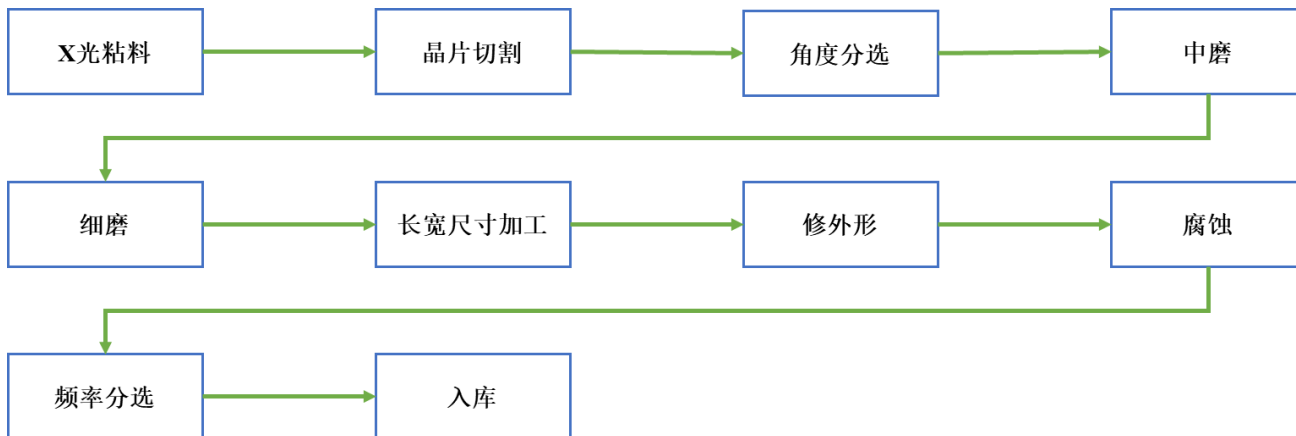 X光粘料
晶片切割
角度分选
中磨
细磨
长宽尺寸加工
修外形
腐蚀
频率分选
入库